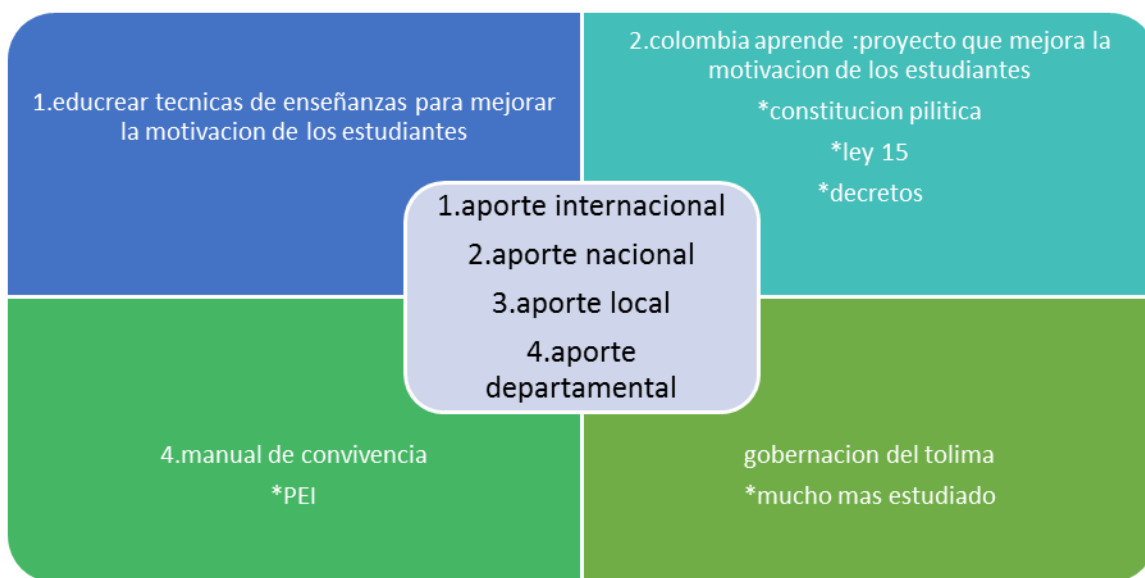 1.educrear tecnicas de enseñanzas para mejorar
la motivacion de los estudiantes
2.colombia aprende :proyecto que mejora la
motivacion de los estudiantes
*constitucion pilitica
*ley 15
*decretos
1.aporte internacional
2.aporte nacional
3.aporte local
4.aporte
departamental
4.manual de convivencia
*PEI
gobernacion del tolima
*mucho mas estudiado